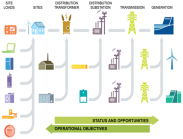 SITE LOADS
SITES
DISTRIBUTION TRANSFORMER
DISTRIBUTION SUBSTATION
TRANSMISSION
GENERATION
STATUS AND OPPORTUNITIES
OPERATIONAL OBJECTIVES